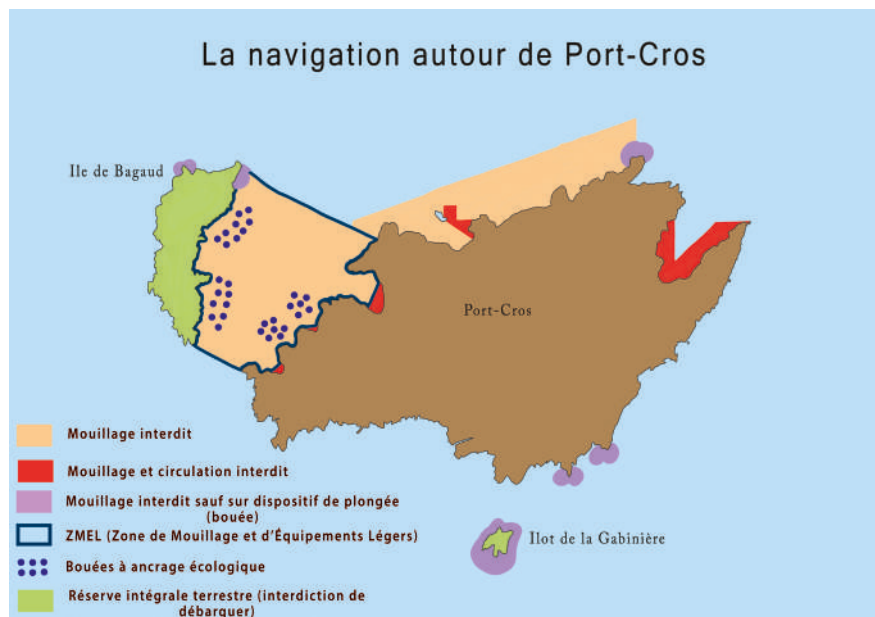 La navigation autour de Port-Cros
Ile de Bagaud
Port-Cros
Ilot de la Gabinière
Mouillage interdit
Mouillage et circulation interdit
Mouillage interdit sauf sur dispositif de plongée
(bouée)
ZMEL (Zone de Mouillage et d'Équipements Légers)
Bouées à ancrage écologique
Réserve intégrale terrestre (interdiction de
débarquer)